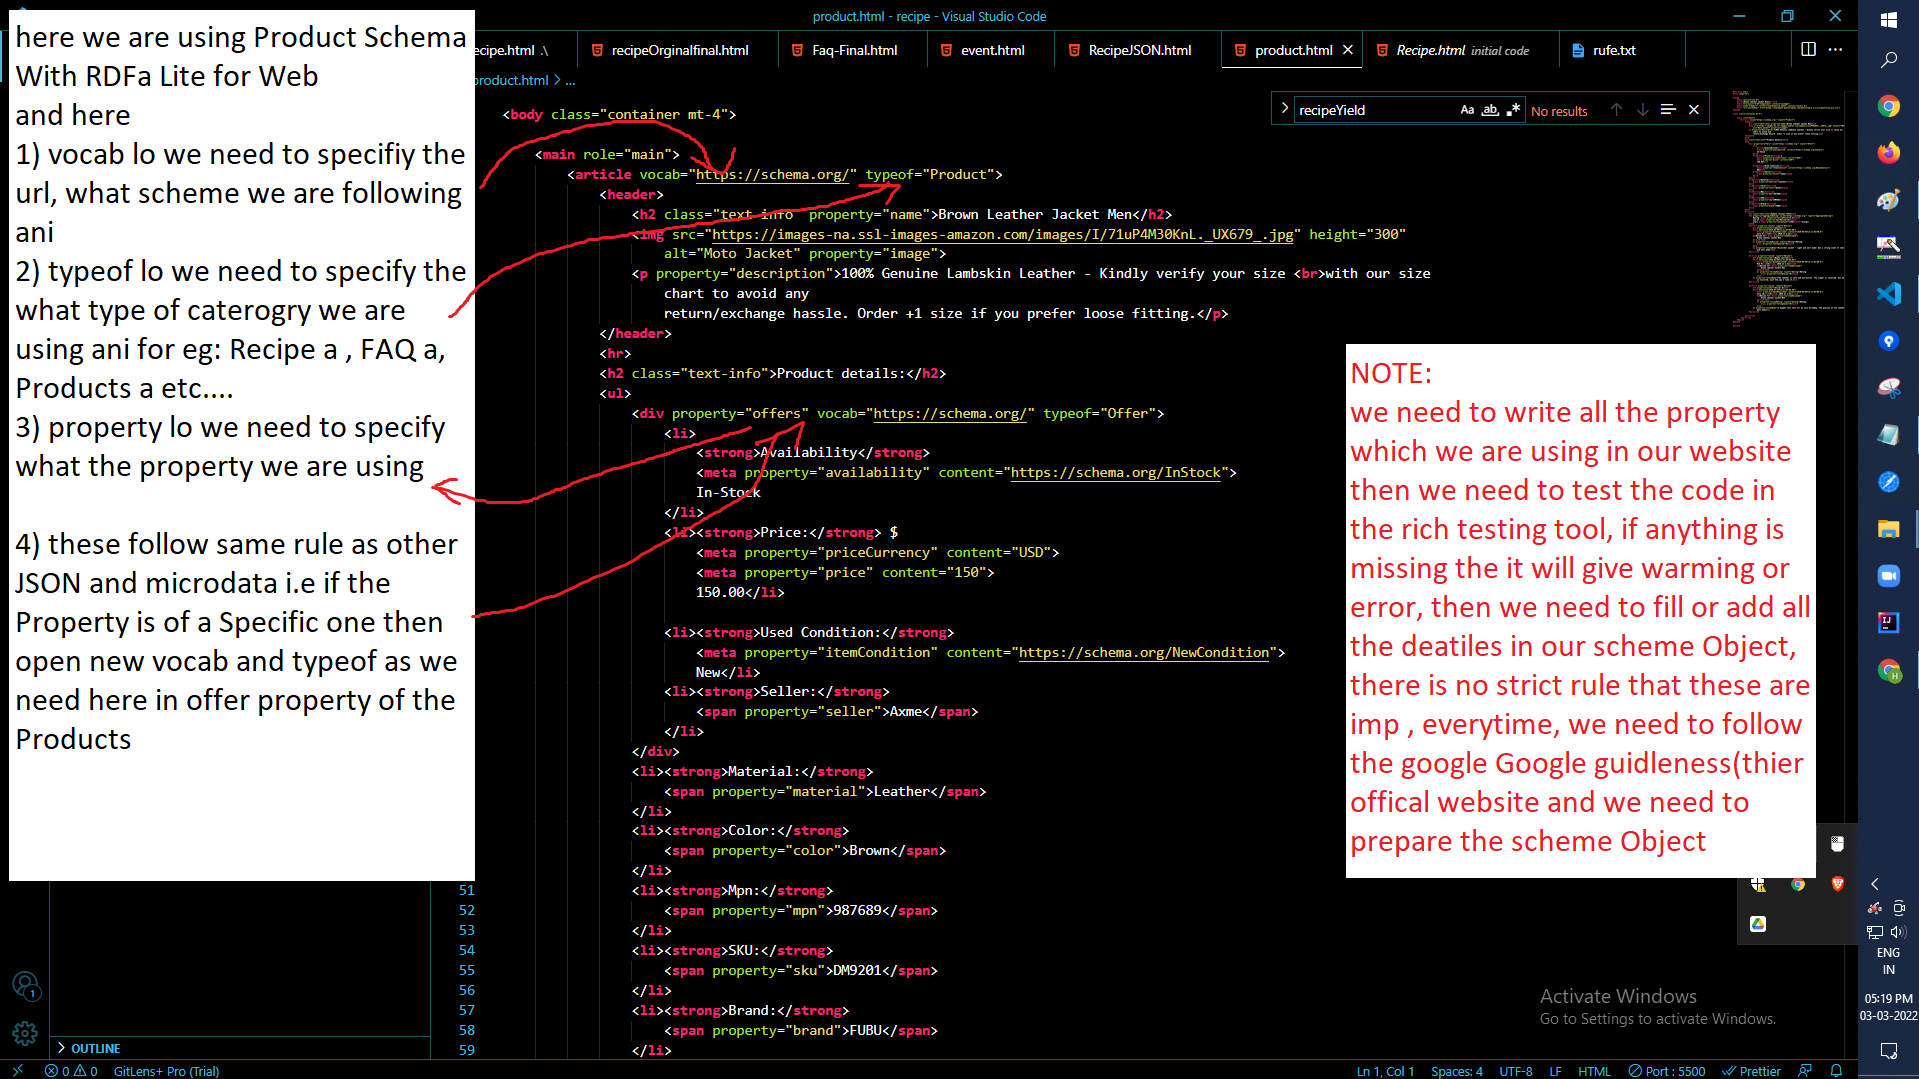 product.html - recipe - Visual Studio Code
ecipe.html .\
recipeOrginalfinal.html
Faq-Final.html
event.html
RecipeJSON.html
product.html
Recipe.html initial code
rufe.txt
product.html > ...
recipeYield
Aa ab .*
No results
here we are using Product Schema
With RDFa Lite for Web
and here
1) vocab lo we need to specifiy the
url, what scheme we are following
ani
2) typeof lo we need to specify the
what type of caterogry we are
using ani for eg: Recipe a , FAQ a,
Products a etc....
3) property lo we need to specify
what the property we are using
4) these follow same rule as other
JSON and microdata i.e if the
Property is of a Specific one then
open new vocab and typeof as we
need here in offer property of the
Products
<body class="container mt-4">
<main role="main">
<article vocab="https://schema.org/" typeof="Product">
<header>
<h2 class="text-info" property="name">Brown Leather Jacket Men</h2>
<img src="https://images-na.ssl-images-amazon.com/images/I/71uP4M30KnL._UX679_.jpg" height="300"
alt="Moto Jacket" property="image">
<p property="description">100% Genuine Lambskin Leather - Kindly verify your size <br>with our size
chart to avoid any
return/exchange hassle. Order +1 size if you prefer loose fitting.</p>
</header>
<hr>
<h2 class="text-info">Product details:</h2>
<ul>
<div property="offers" vocab="https://schema.org/" typeof="Offer">
<li>
<strong>Availability</strong>
<meta property="availability" content="https://schema.org/InStock">
In-Stock
</li>
<li><strong>Price:</strong> $
<meta property="priceCurrency" content="USD">
<meta property="price" content="150">
150.00</li>
<li><strong>Used Condition:</strong>
<meta property="itemCondition" content="https://schema.org/NewCondition">
New</li>
<li><strong>Seller:</strong>
<span property="seller">Axme</span>
</li>
</div>
<li><strong>Material:</strong>
<span property="material">Leather</span>
</li>
<li><strong>Color:</strong>
<span property="color">Brown</span>
</li>
51 <li><strong>Mpn:</strong>
52 <span property="mpn">987689</span>
53 </li>
54 <li><strong>SKU:</strong>
55 <span property="sku">DM9201</span>
56 </li>
57 <li><strong>Brand:</strong>
58 <span property="brand">FUBU</span>
59 </li>
NOTE:
we need to write all the property
which we are using in our website
then we need to test the code in
the rich testing tool, if anything is
missing the it will give warming or
error, then we need to fill or add all
the deatiles in our scheme Object,
there is no strict rule that these are
imp , everytime, we need to follow
the google Google guidleness(thier
offical website and we need to
prepare the scheme Object
Activate Windows
Go to Settings to activate Windows.
1
> OUTLINE
0 0 GitLens+ Pro (Trial)
Ln 1, Col 1 Spaces: 4 UTF-8 LF HTML Port : 5500 Prettier
IJ
H
ENG
IN
05:19 PM
03-03-2022